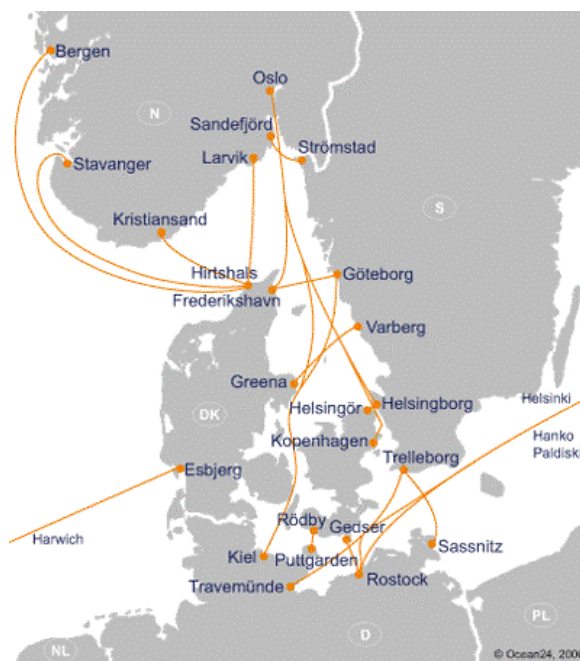 Bergen
Oslo
N
Sandefjörd
Strömstad
Larvik
Stavanger
S
Kristiansand
Hirtshals
Göteborg
Frederikshavn
Varberg
Greena
Helsinki
DK
Helsingör
Helsingborg
Hanko
Kopenhagen
Paldiski
Trelleborg
Esbjerg
Rödby
Gedser
Harwich
Kiel
Puttgarden
Sassnitz
Travemünde
Rostock
PL
D
NL
© Ocean24, 200